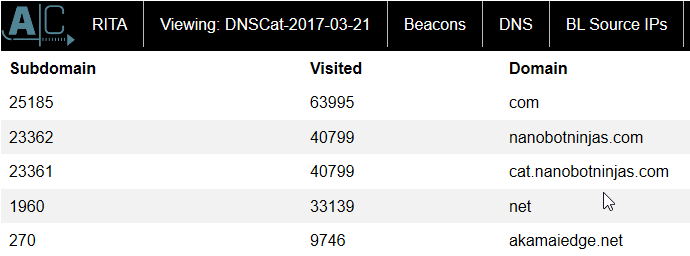 AC RITA Viewing: DNSCat-2017-03-21 Beacons DNS BL Source IPs
Subdomain Visited Domain
25185 63995 com
23362 40799 nanobotninjas.com
23361 40799 cat.nanobotninjas.com
1960 33139 net
270 9746 akamaiedge.net